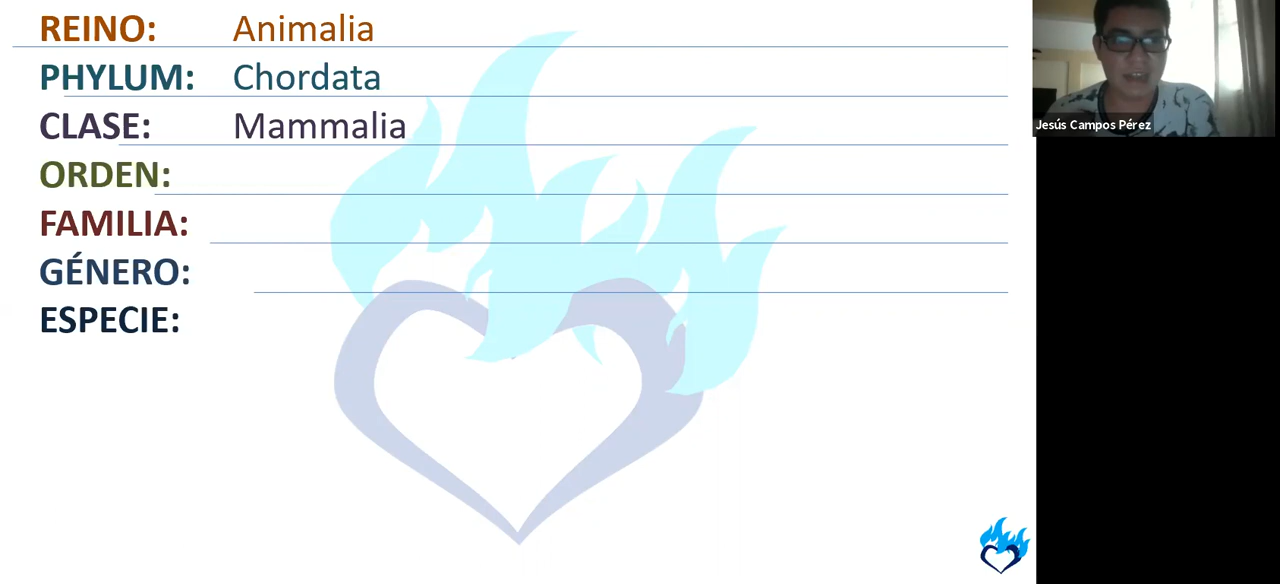 REINO: Animalia
PHYLUM: Chordata
CLASE: Mammalia
ORDEN:
FAMILIA:
GÉNERO:
ESPECIE:
Jesús Campos Pérez